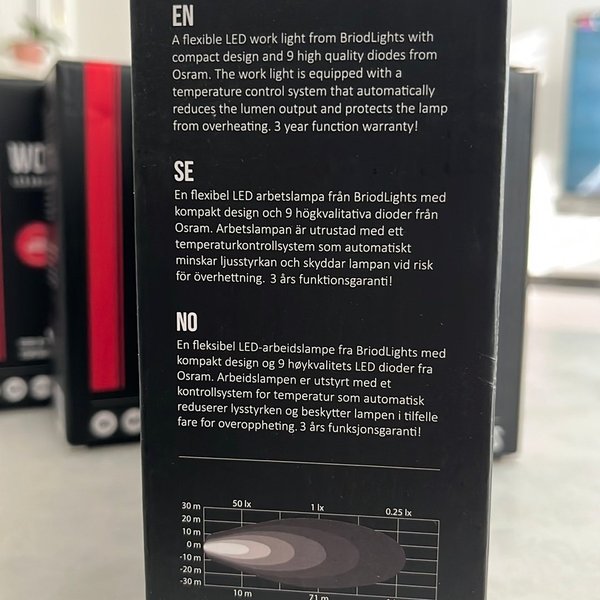 EN
A flexible LED work light from BriodLights with
compact design and 9 high quality diodes from
Osram. The work light is equipped with a
temperature control system that automatically
reduces the lumen output and protects the lamp
from overheating. 3 year function warranty!
SE
En flexibel LED arbetslampa från BriodLights med
kompakt design och 9 högkvalitativa dioder från
Osram. Arbetslampan är utrustad med ett
temperaturkontrollsystem som automatiskt
minskar ljusstyrkan och skyddar lampan vid risk
för överhettning. 3 års funktionsgaranti!
NO
En fleksibel LED-arbeidslampe fra BriodLights med
kompakt design og 9 høykvalitets LED dioder fra
Osram. Arbeidslampen er utstyrt med et
kontrollsystem for temperatur som automatisk
reduserer lysstyrken og beskytter lampen i tilfelle
fare for overoppheting. 3 års funksjonsgaranti!
50 lx 1 lx 0.25 lx
30 m
20 m
10 m
0 m
-10 m
-20 m
-30 m
10 m 71 m